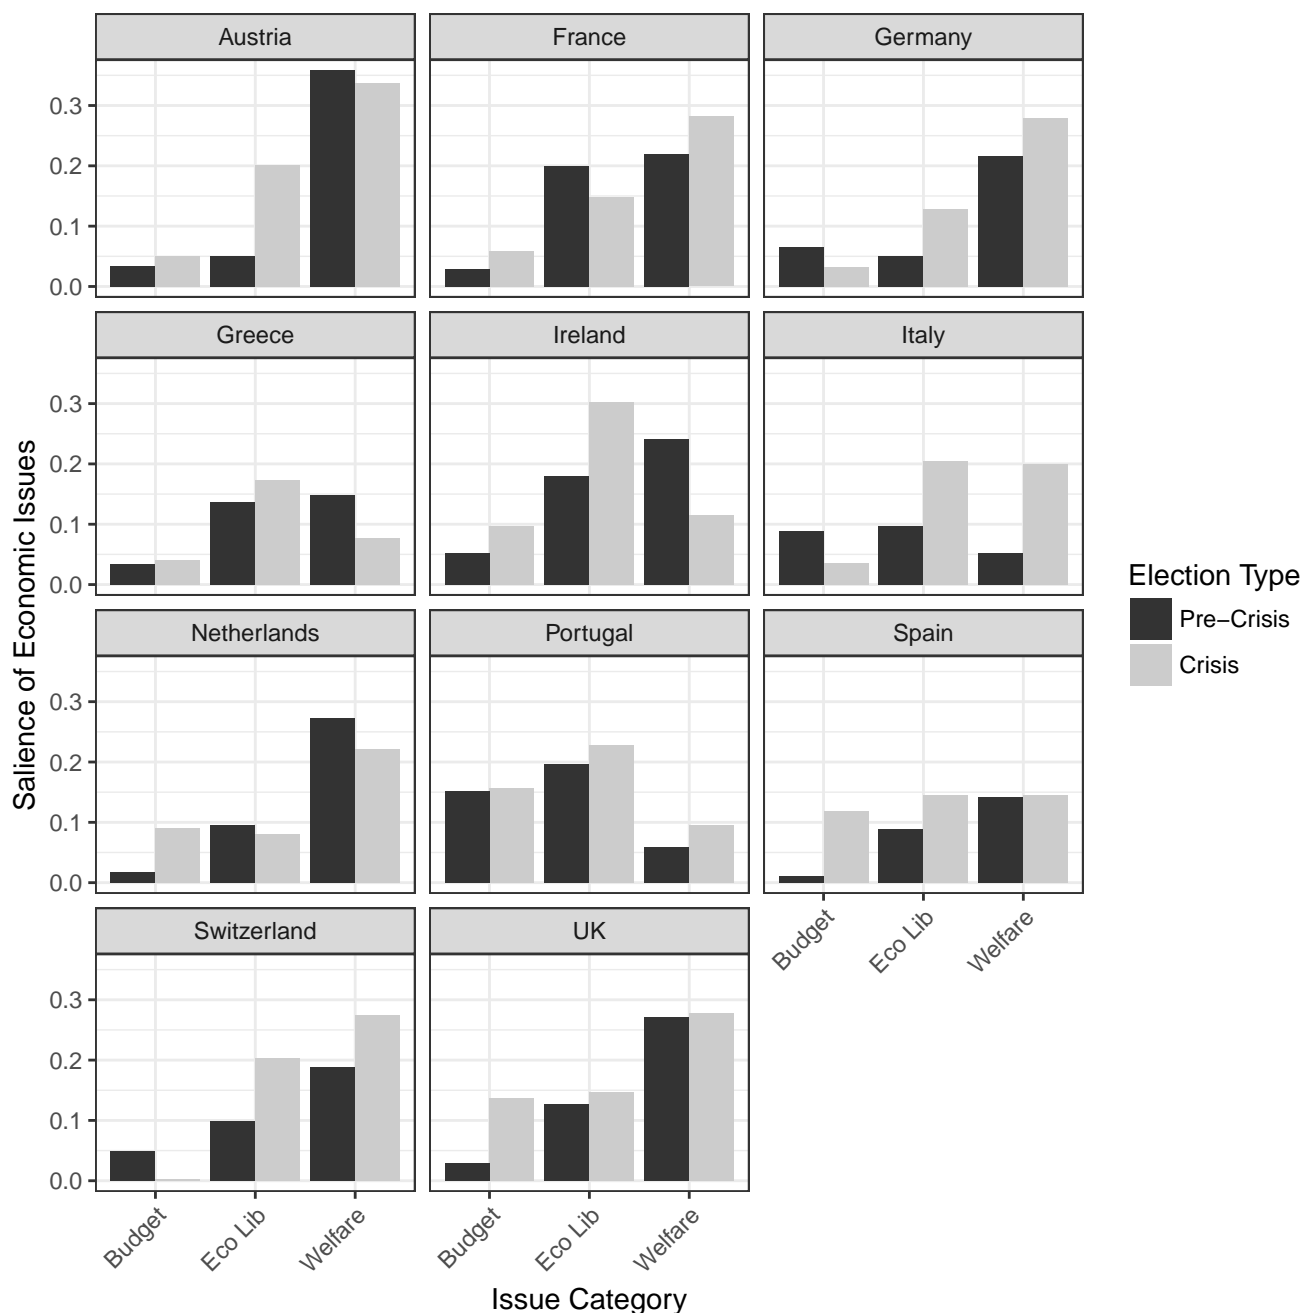 Austria
France
Germany
0.3
0.2
0.1
0.0
Greece
Ireland
Italy
0.3
0.2
0.1
0.0
Netherlands
Portugal
Spain
0.3
0.2
0.1
0.0
Budget
Eco Lib
Welfare
Switzerland
UK
0.3
0.2
0.1
0.0
Budget
Eco Lib
Welfare
Budget
Eco Lib
Welfare
Issue Category
Salience of Economic Issues
Election Type
Pre−Crisis
Crisis